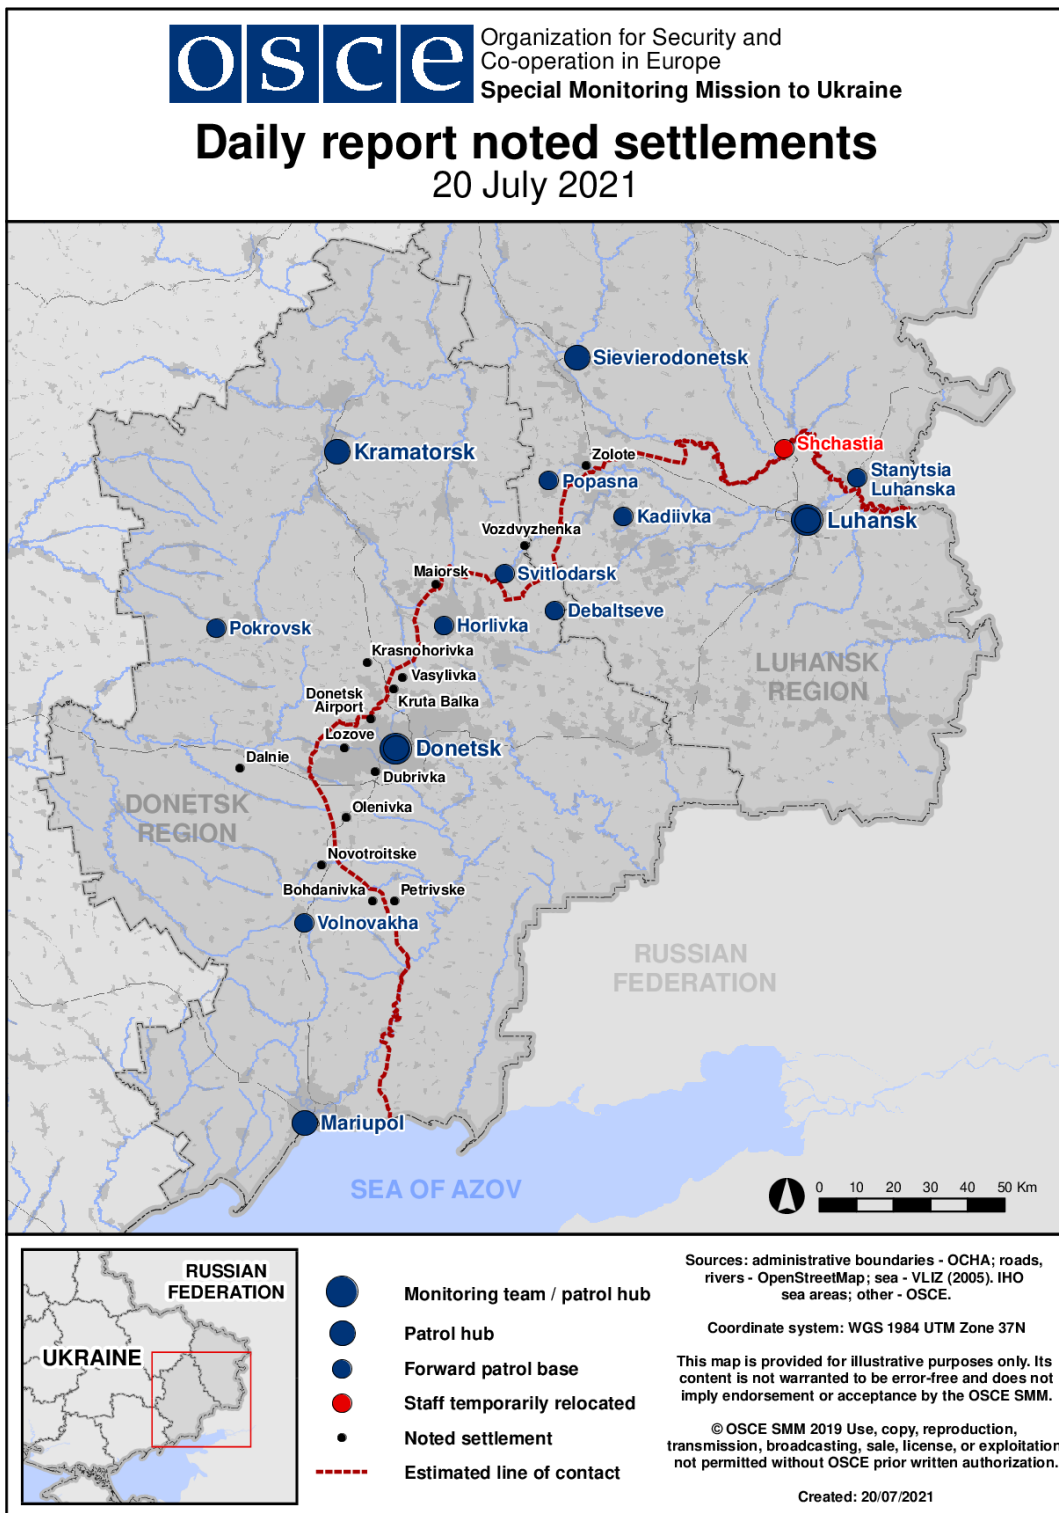 osce
Organization for Security and
Co-operation in Europe
Special Monitoring Mission to Ukraine
Daily report noted settlements
20 July 2021
Sievierodonetsk
Shchastia
Kramatorsk
Zolote
Stanytsia
Luhanska
Popasna
Kadiivka
Luhansk
Vozdvyzhenka
Maiorsk
Svitlodarsk
Debaltseve
Pokrovsk
Horlivka
Krasnohorivka
LUHANSK
REGION
Vasylivka
Donetsk
Airport
Kruta Balka
Lozove
Donetsk
Dalnie
Dubrivka
DONETSK
REGION
Olenivka
Novotroitske
Bohdanivka
Petrivske
Volnovakha
RUSSIAN
FEDERATION
Mariupol
SEA OF AZOV
0 10 20 30 40 50 Km
RUSSIAN
FEDERATION
UKRAINE
Monitoring team / patrol hub
Patrol hub
Forward patrol base
Staff temporarily relocated
Noted settlement
Estimated line of contact
Sources: administrative boundaries - OCHA; roads,
rivers - OpenStreetMap; sea - VLIZ (2005). IHO
sea areas; other - OSCE.
Coordinate system: WGS 1984 UTM Zone 37N
This map is provided for illustrative purposes only. Its
content is not warranted to be error-free and does not
imply endorsement or acceptance by the OSCE SMM.
© OSCE SMM 2019 Use, copy, reproduction,
transmission, broadcasting, sale, license, or exploitation
not permitted without OSCE prior written authorization.
Created: 20/07/2021